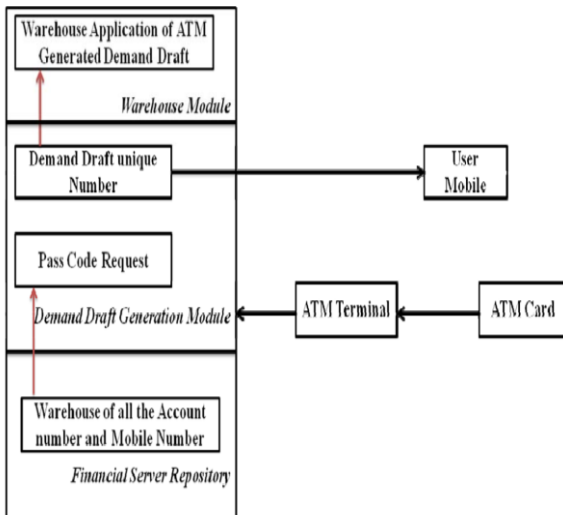 Warehouse Application of ATM
Generated Demand Draft
Warehouse Module
Demand Draft unique
Number
User
Mobile
Pass Code Request
Demand Draft Generation Module
ATM Terminal
ATM Card
Warehouse of all the Account
number and Mobile Number
Financial Server Repository